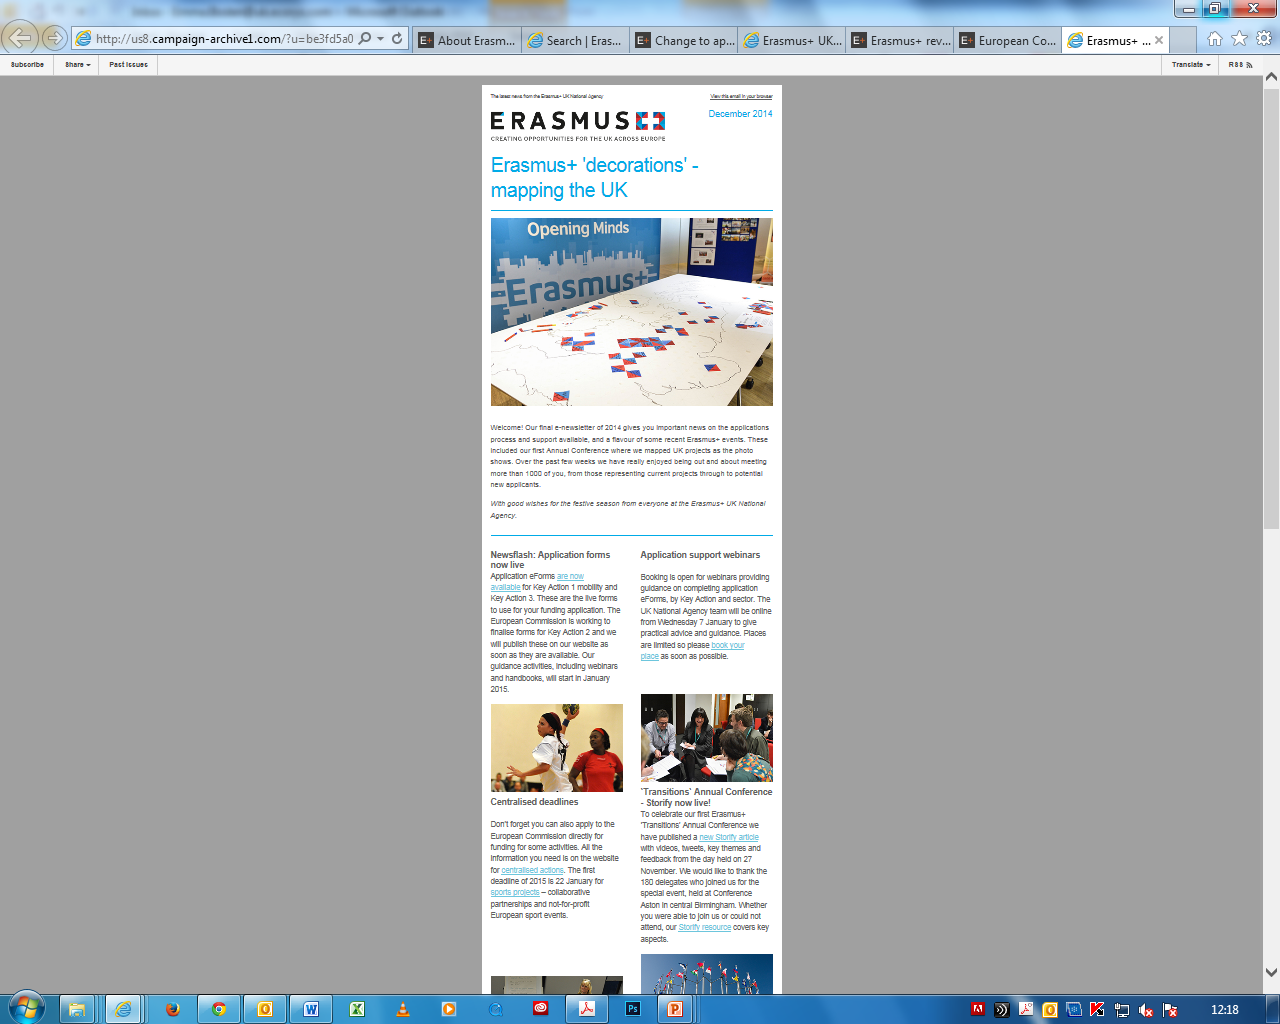 http://us8.campaign-archive1.com/?u=be3fd5a0
About Erasm...
Search | Eras...
Change to ap...
Erasmus+ UK...
Erasmus+ rev...
European Co...
Erasmus+ ...
Subscribe
Share
Past Issues
Translate
RSS
The latest news from the Erasmus+ UK National Agency
View this email in your browser
ERASMUS+
CREATING OPPORTUNITIES FOR THE UK ACROSS EUROPE
December 2014
Erasmus+ 'decorations' -
mapping the UK
Opening Minds
Erasmus+
Welcome! Our final e-newsletter of 2014 gives you important news on the applications
process and support available, and a flavour of some recent Erasmus+ events. These
included our first Annual Conference where we mapped UK projects as the photo
shows. Over the past few weeks we have really enjoyed being out and about meeting
more than 1000 of you, from those representing current projects through to potential
new applicants.
With good wishes for the festive season from everyone at the Erasmus+ UK National
Agency.
Newsflash: Application forms
now live
Application eForms are now
available for Key Action 1 mobility and
Key Action 3. These are the live forms
to use for your funding application. The
European Commission is working to
finalise forms for Key Action 2 and we
will publish these on our website as
soon as they are available. Our
guidance activities, including webinars
and handbooks, will start in January
2015.
Centralised deadlines
Don't forget you can also apply to the
European Commission directly for
funding for some activities. All the
information you need is on the website
for centralised actions. The first
deadline of 2015 is 22 January for
sports projects – collaborative
partnerships and not-for-profit
European sport events.
Application support webinars
Booking is open for webinars providing
guidance on completing application
eForms, by Key Action and sector. The
UK National Agency team will be online
from Wednesday 7 January to give
practical advice and guidance. Places
are limited so please book your
place as soon as possible.
'Transitions' Annual Conference
- Storify now live!
To celebrate our first Erasmus+
'Transitions' Annual Conference we
have published a new Storify article
with videos, tweets, key themes and
feedback from the day held on 27
November. We would like to thank the
180 delegates who joined us for the
special event, held at Conference
Aston in central Birmingham. Whether
you were able to join us or could not
attend, our Storify resource covers key
aspects.
12:18